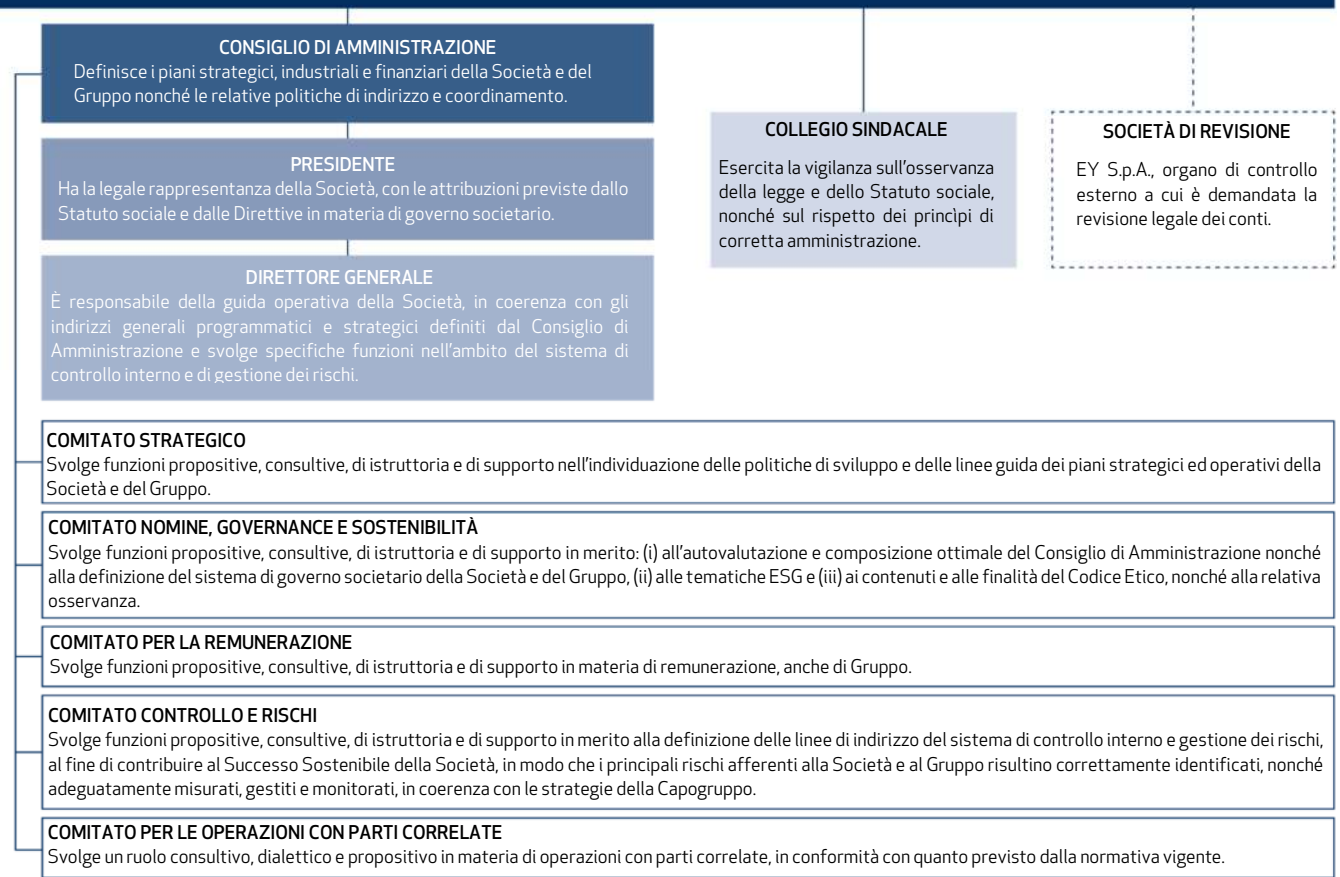 CONSIGLIO DI AMMINISTRAZIONE
Definisce i piani strategici, industriali e finanziari della Società e del
Gruppo nonché le relative politiche di indirizzo e coordinamento.
PRESIDENTE
Ha la legale rappresentanza della Società, con le attribuzioni previste dallo
Statuto sociale e dalle Direttive in materia di governo societario.
DIRETTORE GENERALE
È responsabile della guida operativa della Società, in coerenza con gli
indirizzi generali programmatici e strategici definiti dal Consiglio di
Amministrazione e svolge specifiche funzioni nell'ambito del sistema di
controllo interno e di gestione dei rischi.
COLLEGIO SINDACALE
Esercita la vigilanza sull'osservanza
della legge e dello Statuto sociale,
nonché sul rispetto dei princìpi di
corretta amministrazione.
SOCIETÀ DI REVISIONE
EY S.p.A., organo di controllo
esterno a cui è demandata la
revisione legale dei conti.
COMITATO STRATEGICO
Svolge funzioni propositive, consultive, di istruttoria e di supporto nell'individuazione delle politiche di sviluppo e delle linee guida dei piani strategici ed operativi della
Società e del Gruppo.
COMITATO NOMINE, GOVERNANCE E SOSTENIBILITÀ
Svolge funzioni propositive, consultive, di istruttoria e di supporto in merito: (i) all'autovalutazione e composizione ottimale del Consiglio di Amministrazione nonché
alla definizione del sistema di governo societario della Società e del Gruppo, (ii) alle tematiche ESG e (iii) ai contenuti e alle finalità del Codice Etico, nonché alla relativa
osservanza.
COMITATO PER LA REMUNERAZIONE
Svolge funzioni propositive, consultive, di istruttoria e di supporto in materia di remunerazione, anche di Gruppo.
COMITATO CONTROLLO E RISCHI
Svolge funzioni propositive, consultive, di istruttoria e di supporto in merito alla definizione delle linee di indirizzo del sistema di controllo interno e gestione dei rischi,
al fine di contribuire al Successo Sostenibile della Società, in modo che i principali rischi afferenti alla Società e al Gruppo risultino correttamente identificati, nonché
adeguatamente misurati, gestiti e monitorati, in coerenza con le strategie della Capogruppo.
COMITATO PER LE OPERAZIONI CON PARTI CORRELATE
Svolge un ruolo consultivo, dialettico e propositivo in materia di operazioni con parti correlate, in conformità con quanto previsto dalla normativa vigente.